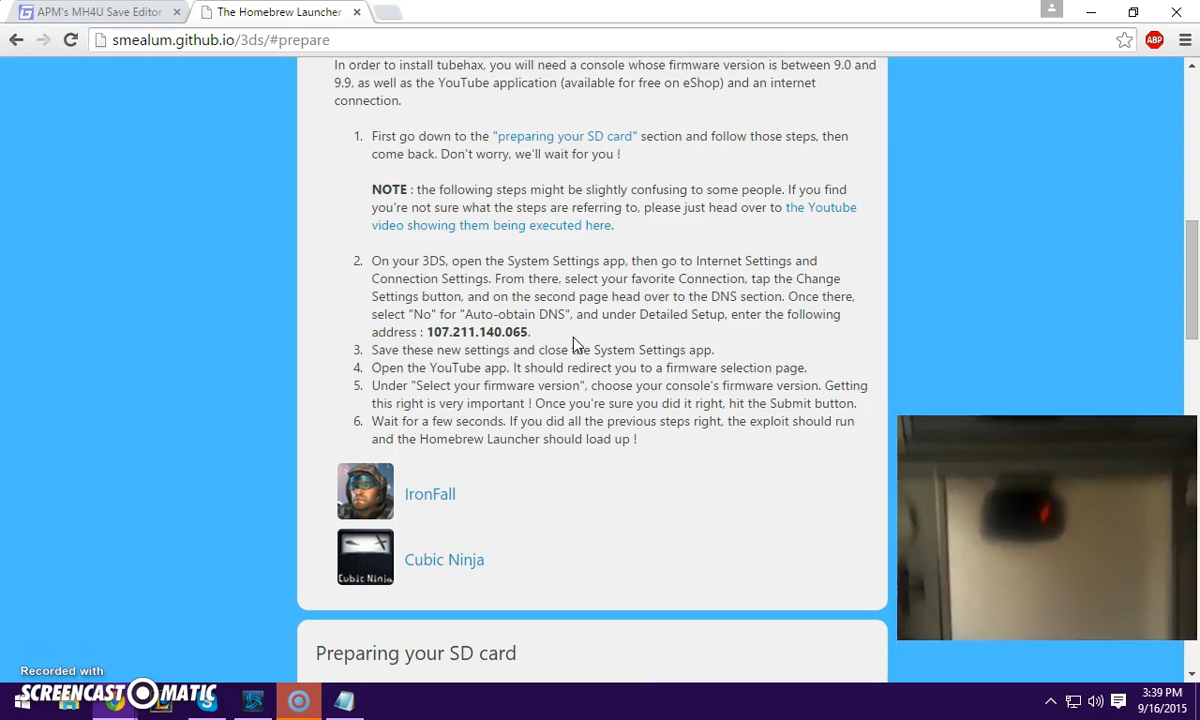 APM's MH4U Save Editor
The Homebrew Launcher
smealum.github.io/3ds/#prepare
ABP
In order to install tubehax, you will need a console whose firmware version is between 9.0 and
9.9, as well as the YouTube application (available for free on eShop) and an internet
connection.
1. First go down to the "preparing your SD card" section and follow those steps, then
come back. Don't worry, we'll wait for you !
NOTE : the following steps might be slightly confusing to some people. If you find
you're not sure what the steps are referring to, please just head over to the Youtube
video showing them being executed here.
2. On your 3DS, open the System Settings app, then go to Internet Settings and
Connection Settings. From there, select your favorite Connection, tap the Change
Settings button, and on the second page head over to the DNS section. Once there,
select "No" for "Auto-obtain DNS", and under Detailed Setup, enter the following
address : 107.211.140.065.
3. Save these new settings and close the System Settings app.
4. Open the YouTube app. It should redirect you to a firmware selection page.
5. Under "Select your firmware version", choose your console's firmware version. Getting
this right is very important ! Once you're sure you did it right, hit the Submit button.
6. Wait for a few seconds. If you did all the previous steps right, the exploit should run
and the Homebrew Launcher should load up !
IronFall
Cubic Ninja
Cubic Ninja
Preparing your SD card
Recorded with
SCREENCAST-O-MATIC
3:39 PM
9/16/2015